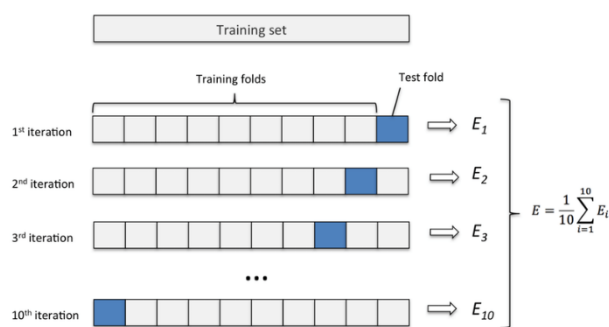 Training set
Training folds
Test fold
1st iteration
E1
2nd iteration
E2
3rd iteration
E3
E = 1/10 ∑ i=1 10 Ei
...
10th iteration
E10